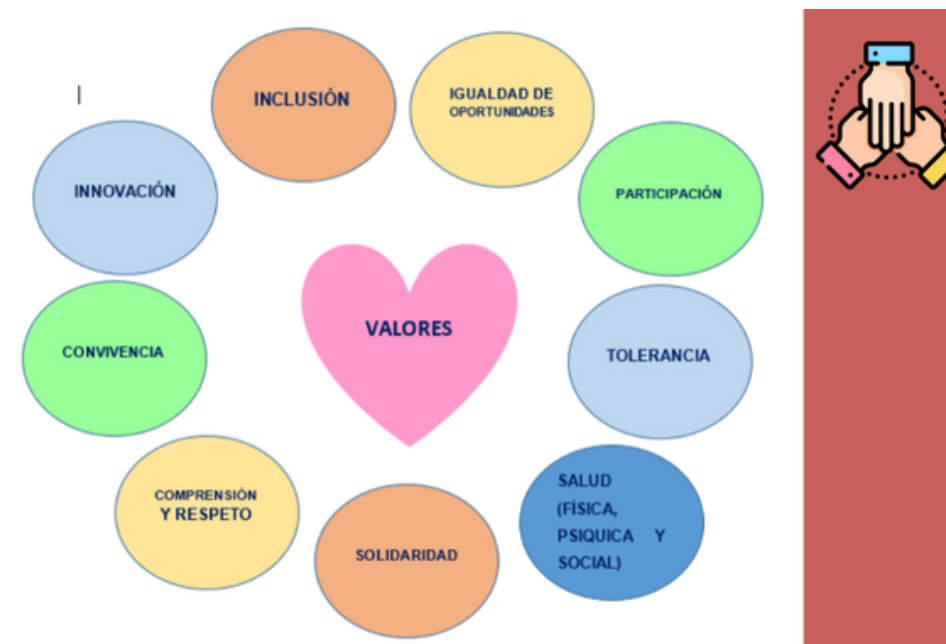 INCLUSIÓN
IGUALDAD DE
OPORTUNIDADES
PARTICIPACIÓN
TOLERANCIA
SALUD
(FÍSICA,
PSIQUICA Y
SOCIAL)
SOLIDARIDAD
COMPRENSIÓN
Y RESPETO
CONVIVENCIA
INNOVACIÓN
VALORES